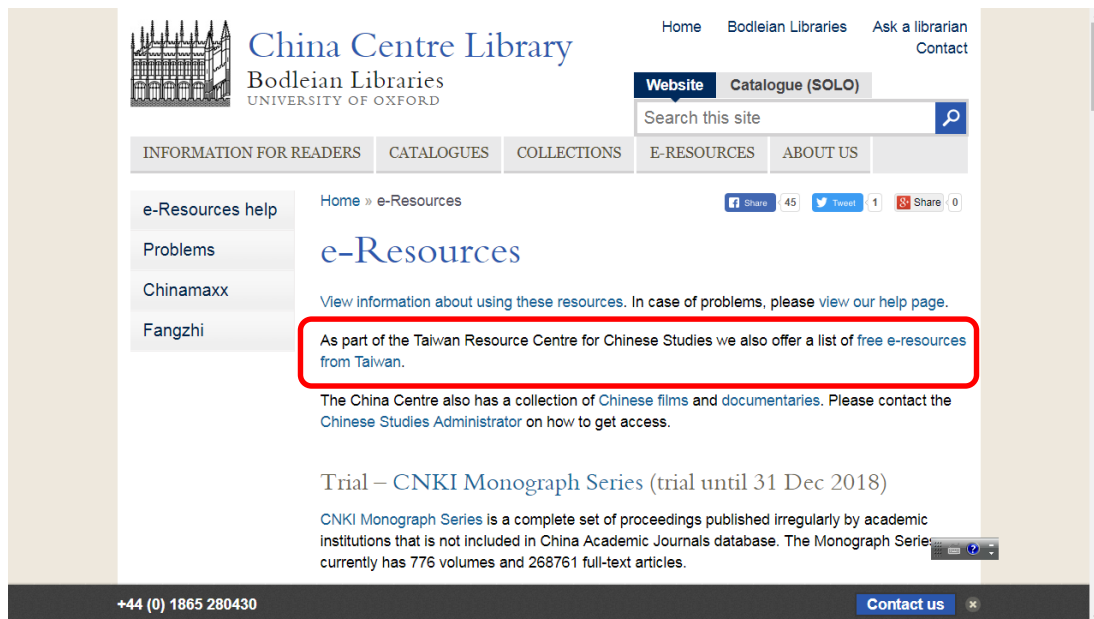 China Centre Library
Bodleian Libraries
UNIVERSITY OF OXFORD
Home Bodleian Libraries Ask a librarian
Contact
Website Catalogue (SOLO)
Search this site
INFORMATION FOR READERS CATALOGUES COLLECTIONS E-RESOURCES ABOUT US
e-Resources help
Problems
Chinamaxx
Fangzhi
Home » e-Resources
Share 45 Tweet 1 Share 0
e-Resources
View information about using these resources. In case of problems, please view our help page.
As part of the Taiwan Resource Centre for Chinese Studies we also offer a list of free e-resources
from Taiwan.
The China Centre also has a collection of Chinese films and documentaries. Please contact the
Chinese Studies Administrator on how to get access.
Trial – CNKI Monograph Series (trial until 31 Dec 2018)
CNKI Monograph Series is a complete set of proceedings published irregularly by academic
institutions that is not included in China Academic Journals database. The Monograph Series
currently has 776 volumes and 268761 full-text articles.
+44 (0) 1865 280430
Contact us